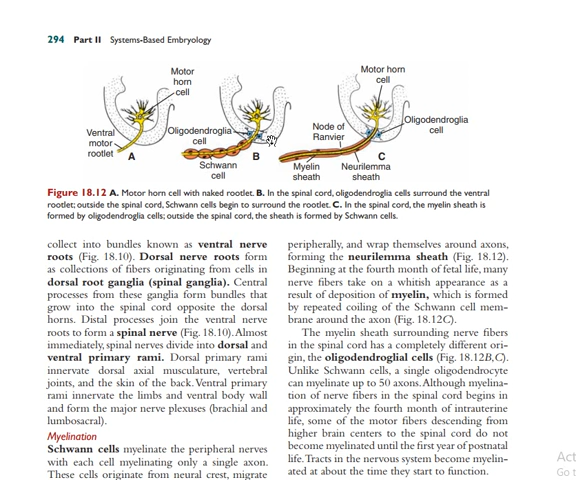 294 Part II Systems-Based Embryology
Motor
horn
cell
Motor horn
cell
Ventral
motor
rootlet
Oligodendroglia
cell
Oligodendroglia
cell
Node of
Ranvier
A
B
C
Schwann
cell
Myelin
sheath
Neurilemma
sheath
Figure 18.12 A. Motor horn cell with naked rootlet. B. In the spinal cord, oligodendroglia cells surround the ventral
rootlet; outside the spinal cord, Schwann cells begin to surround the rootlet. C. In the spinal cord, the myelin sheath is
formed by oligodendroglia cells; outside the spinal cord, the sheath is formed by Schwann cells.
collect into bundles known as ventral nerve
roots (Fig. 18.10). Dorsal nerve roots form
as collections of fibers originating from cells in
dorsal root ganglia (spinal ganglia). Central
processes from these ganglia form bundles that
grow into the spinal cord opposite the dorsal
horns. Distal processes join the ventral nerve
roots to form a spinal nerve (Fig. 18.10). Almost
immediately, spinal nerves divide into dorsal and
ventral primary rami. Dorsal primary rami
innervate dorsal axial musculature, vertebral
joints, and the skin of the back. Ventral primary
rami innervate the limbs and ventral body wall
and form the major nerve plexuses (brachial and
lumbosacral).
Myelination
Schwann cells myelinate the peripheral nerves
with each cell myelinating only a single axon.
These cells originate from neural crest, migrate
peripherally, and wrap themselves around axons,
forming the neurilemma sheath (Fig. 18.12).
Beginning at the fourth month of fetal life, many
nerve fibers take on a whitish appearance as a
result of deposition of myelin, which is formed
by repeated coiling of the Schwann cell mem-
brane around the axon (Fig. 18.12C).
The myelin sheath surrounding nerve fibers
in the spinal cord has a completely different ori-
gin, the oligodendroglial cells (Fig. 18.12B,C).
Unlike Schwann cells, a single oligodendrocyte
can myelinate up to 50 axons. Although myelina-
tion of nerve fibers in the spinal cord begins in
approximately the fourth month of intrauterine
life, some of the motor fibers descending from
higher brain centers to the spinal cord do not
become myelinated until the first year of postnatal
life. Tracts in the nervous system become myelin-
ated at about the time they start to function.
Act
Go t